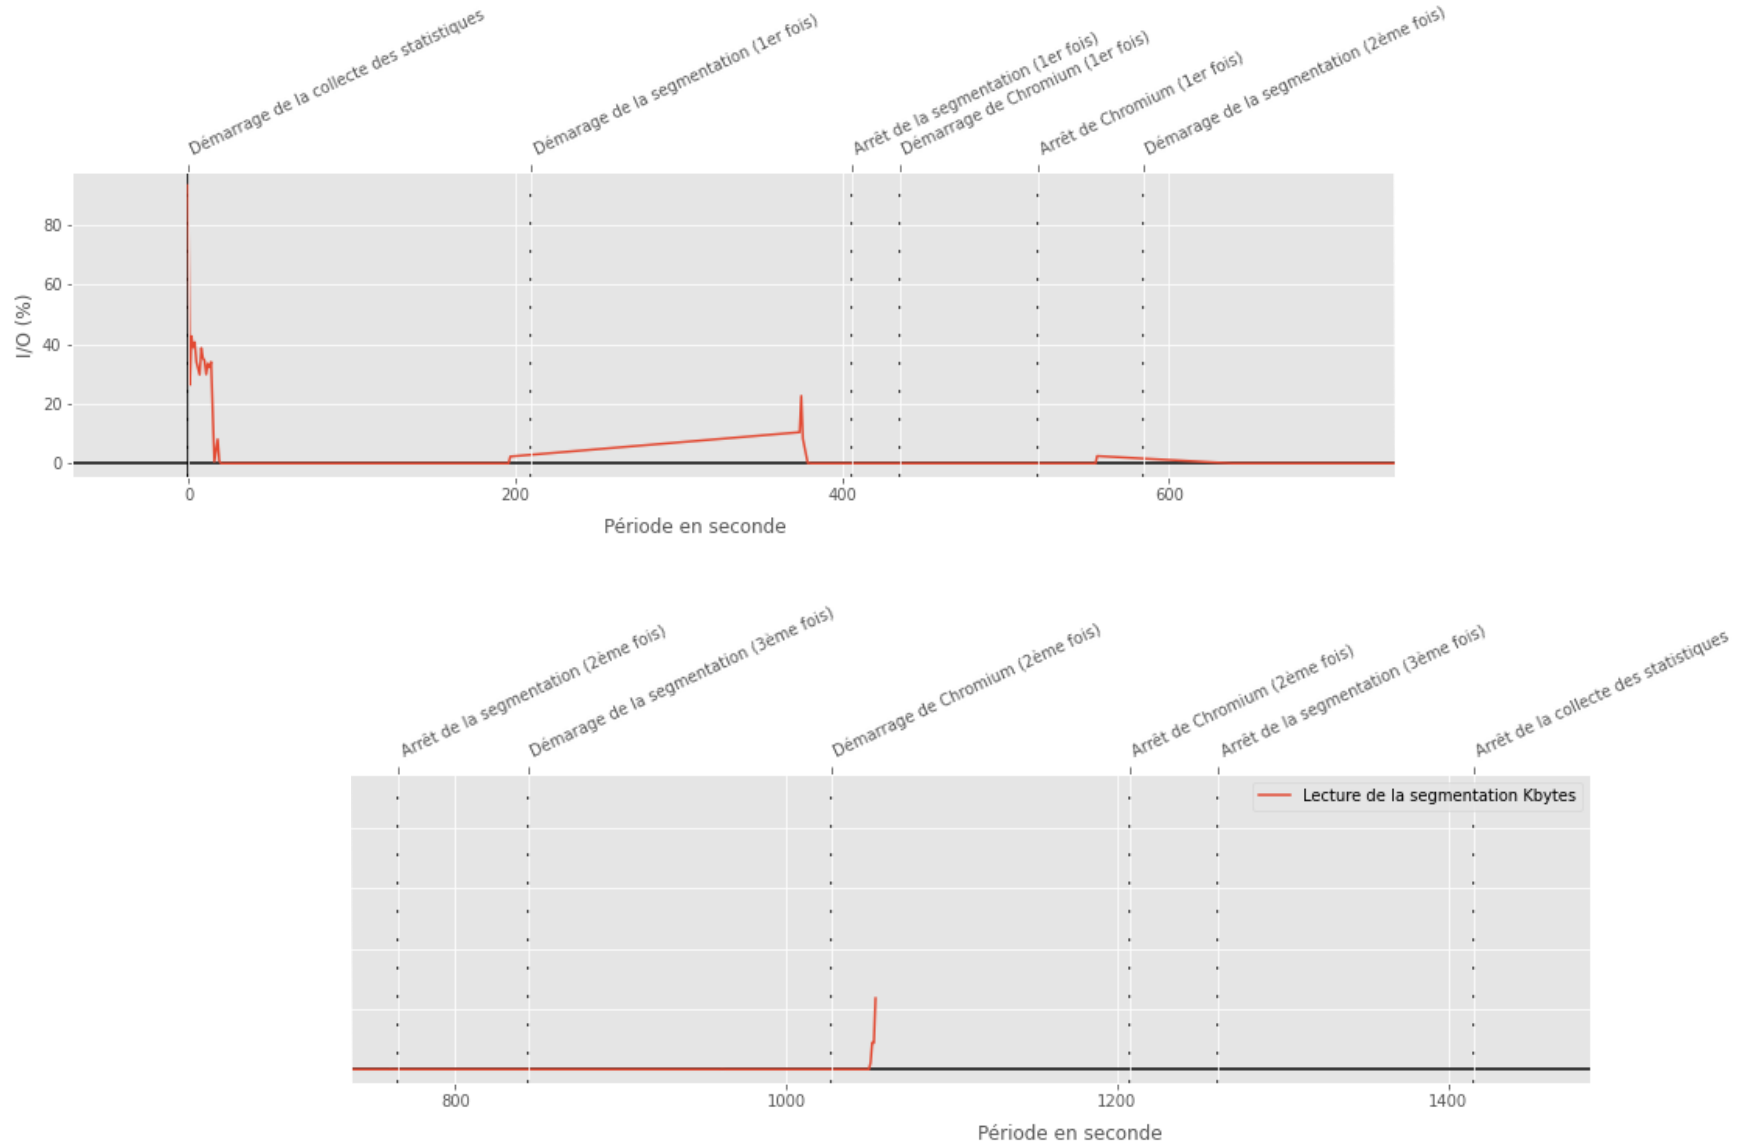 Démarrage de la collecte des statistiques
Démarage de la segmentation (1er fois)
Arrêt de la segmentation (1er fois)
Démarrage de Chromium (1er fois)
Arrêt de Chromium (1er fois)
Démarage de la segmentation (2ème fois)
80
60
40
20
0
I/O (%)
0 200 400 600
Période en seconde
Arrêt de la segmentation (2ème fois)
Démarage de la segmentation (3ème fois)
Démarrage de Chromium (2ème fois)
Arrêt de Chromium (2ème fois)
Arrêt de la segmentation (3ème fois)
Arrêt de la collecte des statistiques
Lecture de la segmentation Kbytes
800 1000 1200 1400
Période en seconde